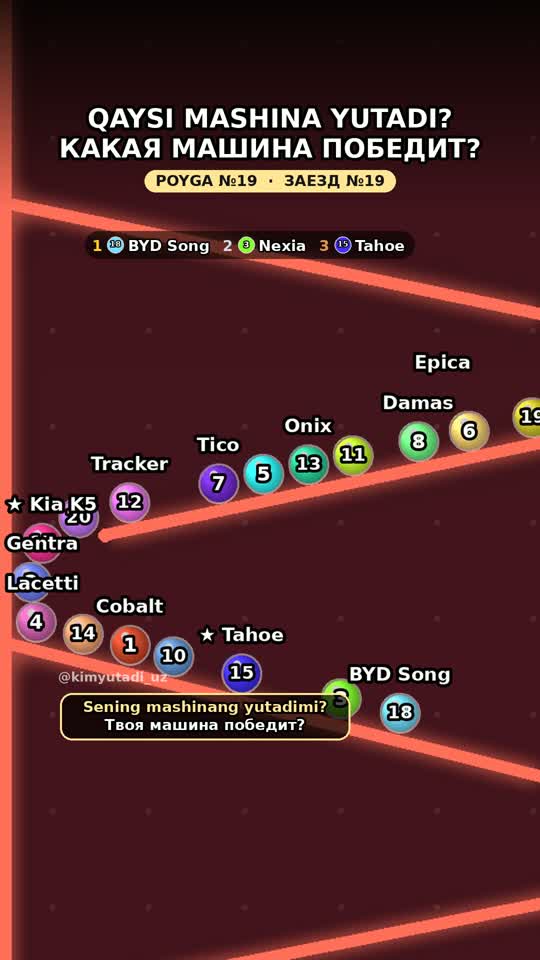 QAYSI MASHINA YUTADI?
КАКАЯ МАШИНА ПОБЕДИТ?
POYGA №19 · ЗАЕЗД №19
1 18 BYD Song 2 3 Nexia 3 15 Tahoe
Epica
Damas
19
6
8
Onix
11
13
5
Tico
7
Tracker
12
★ Kia K5
20
Gentra
Lacetti
4
Cobalt
14
1
10
★ Tahoe
15
BYD Song
3
18
@kimyutadi_uz
Sening mashinang yutadimi?
Твоя машина победит?